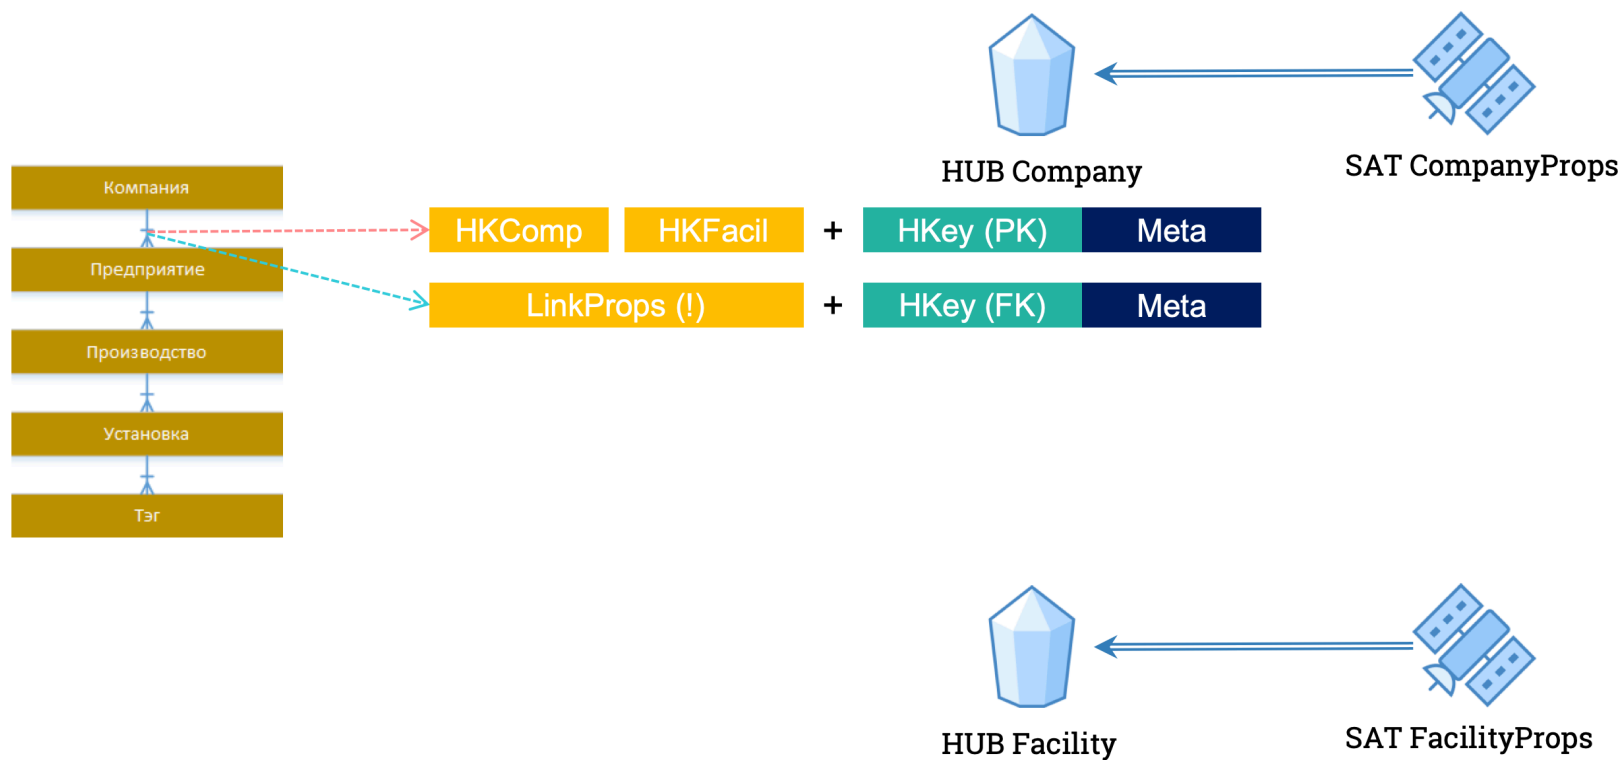 HUB Company
SAT CompanyProps
Компания
Предприятие
Производство
Установка
Тэг
HKComp HKFacil + HKey (PK) Meta
LinkProps (!) + HKey (FK) Meta
HUB Facility
SAT FacilityProps